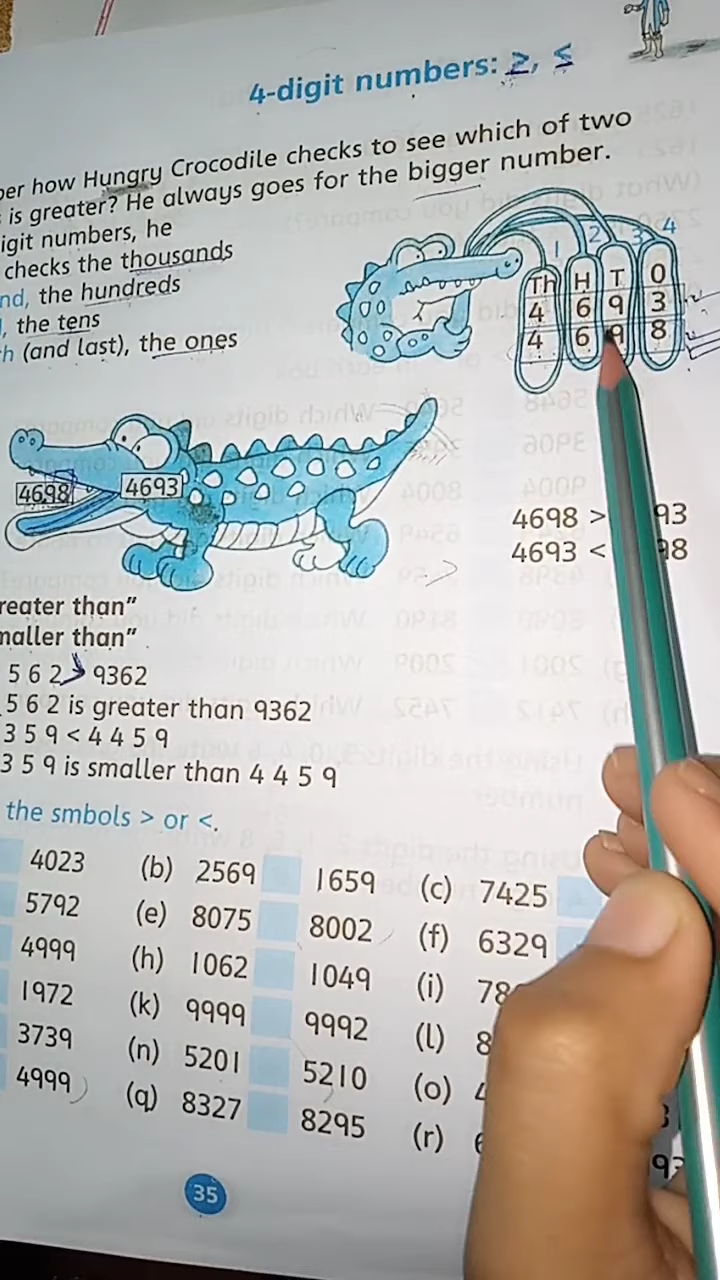 4-digit numbers: >, <
how Hungry Crocodile checks to see which of two
is greater? He always goes for the bigger number.
igit numbers, he
checks the thousands
nd, the hundreds
, the tens
h (and last), the ones
1 2 3 4
Th H T O
4 6 9 3
4 6 9 8
4698 4693
4698 > 93
4693 < 98
reater than"
maller than"
5 6 2 > 9362
562 is greater than 9362
3 5 9 < 4 4 5 9
3 5 9 is smaller than 4 4 5 9
the smbols > or <.
4023 (b) 2569 1659 (c) 7425
5792 (e) 8075 8002 (f) 6329
4999 (h) 1062 1049 (i) 78
1972 (k) 9999 9992 (l) 8
3739 (n) 5201 5210 (o)
4999 (q) 8327 8295 (r)
35